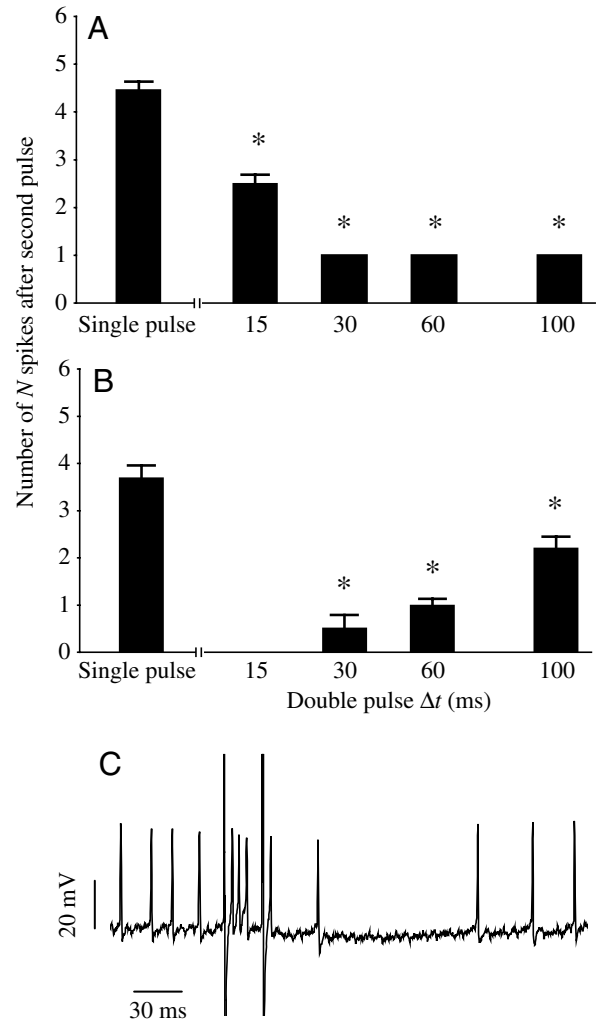 A
6
5
4
3
2
1
0
*
*
*
*
Single pulse 15 30 60 100
Number of N spikes after second pulse
B
6
5
4
3
2
1
0
*
*
*
Single pulse 15 30 60 100
Double pulse Δt (ms)
C
20 mV
30 ms